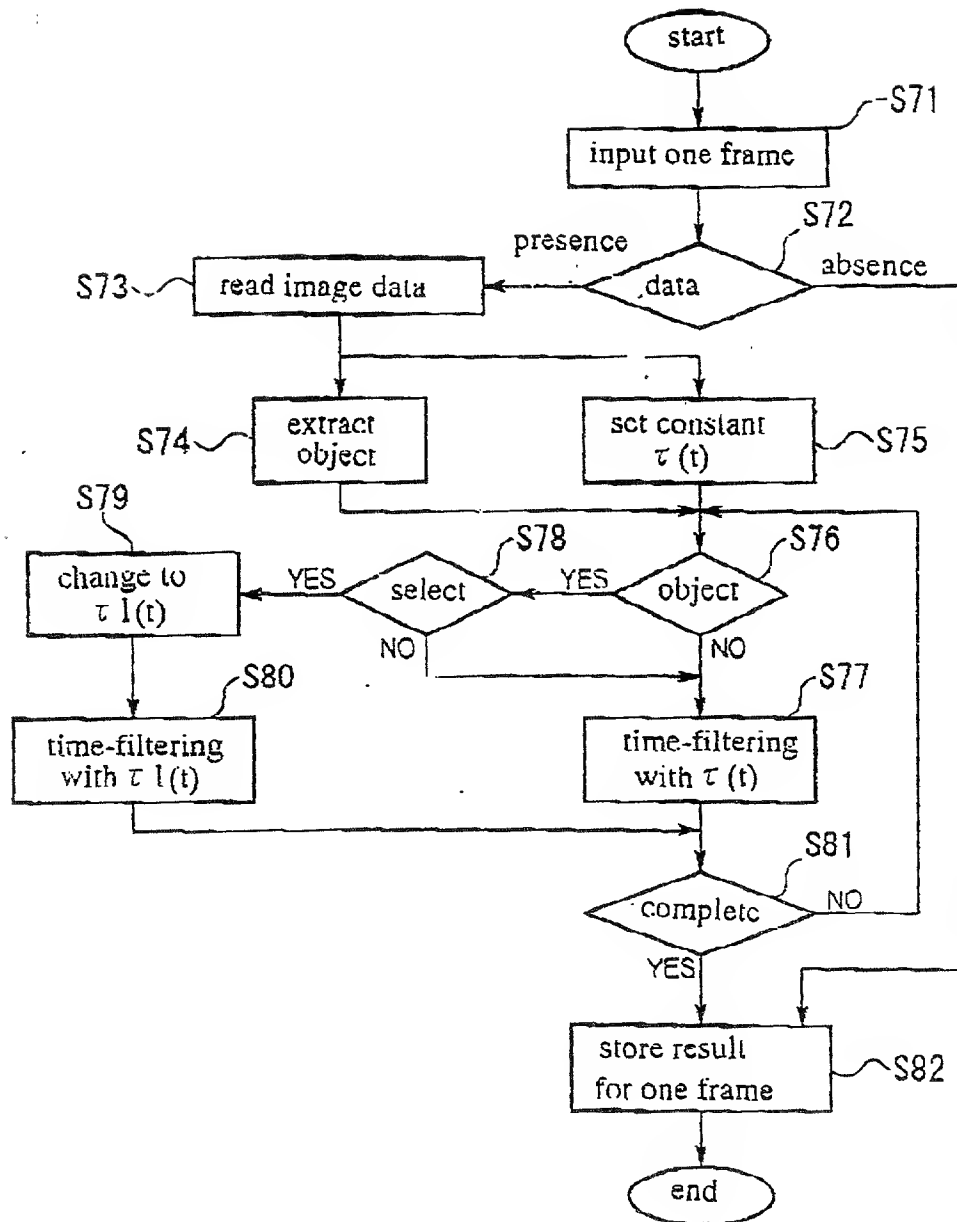 start
S71
input one frame
S72
presence
absence
data
S73
read image data
S74
extract
object
set constant
τ (t)
S75
S79
S78
S76
change to
τ 1(t)
YES
select
YES
object
NO
NO
S80
S77
time-filtering
with τ 1(t)
time-filtering
with τ (t)
S81
complete
NO
YES
store result
for one frame
S82
end